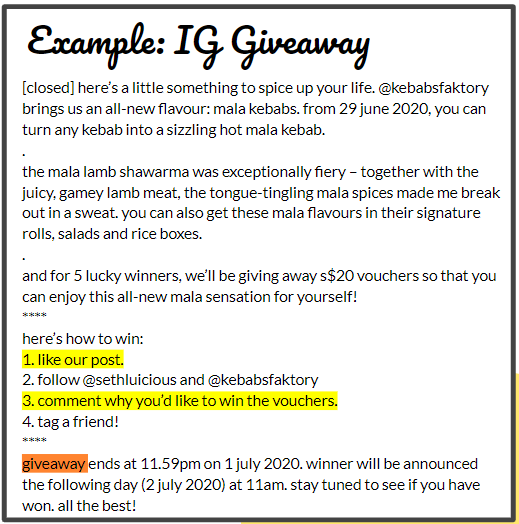 Example: IG Giveaway
[closed] here's a little something to spice up your life. @kebabsfaktory
brings us an all-new flavour: mala kebabs. from 29 june 2020, you can
turn any kebab into a sizzling hot mala kebab.
.
the mala lamb shawarma was exceptionally fiery – together with the
juicy, gamey lamb meat, the tongue-tingling mala spices made me break
out in a sweat. you can also get these mala flavours in their signature
rolls, salads and rice boxes.
.
and for 5 lucky winners, we'll be giving away s$20 vouchers so that you
can enjoy this all-new mala sensation for yourself!
****
here's how to win:
1. like our post.
2. follow @sethluicious and @kebabsfaktory
3. comment why you'd like to win the vouchers.
4. tag a friend!
****
giveaway ends at 11.59pm on 1 july 2020. winner will be announced
the following day (2 july 2020) at 11am. stay tuned to see if you have
won. all the best!